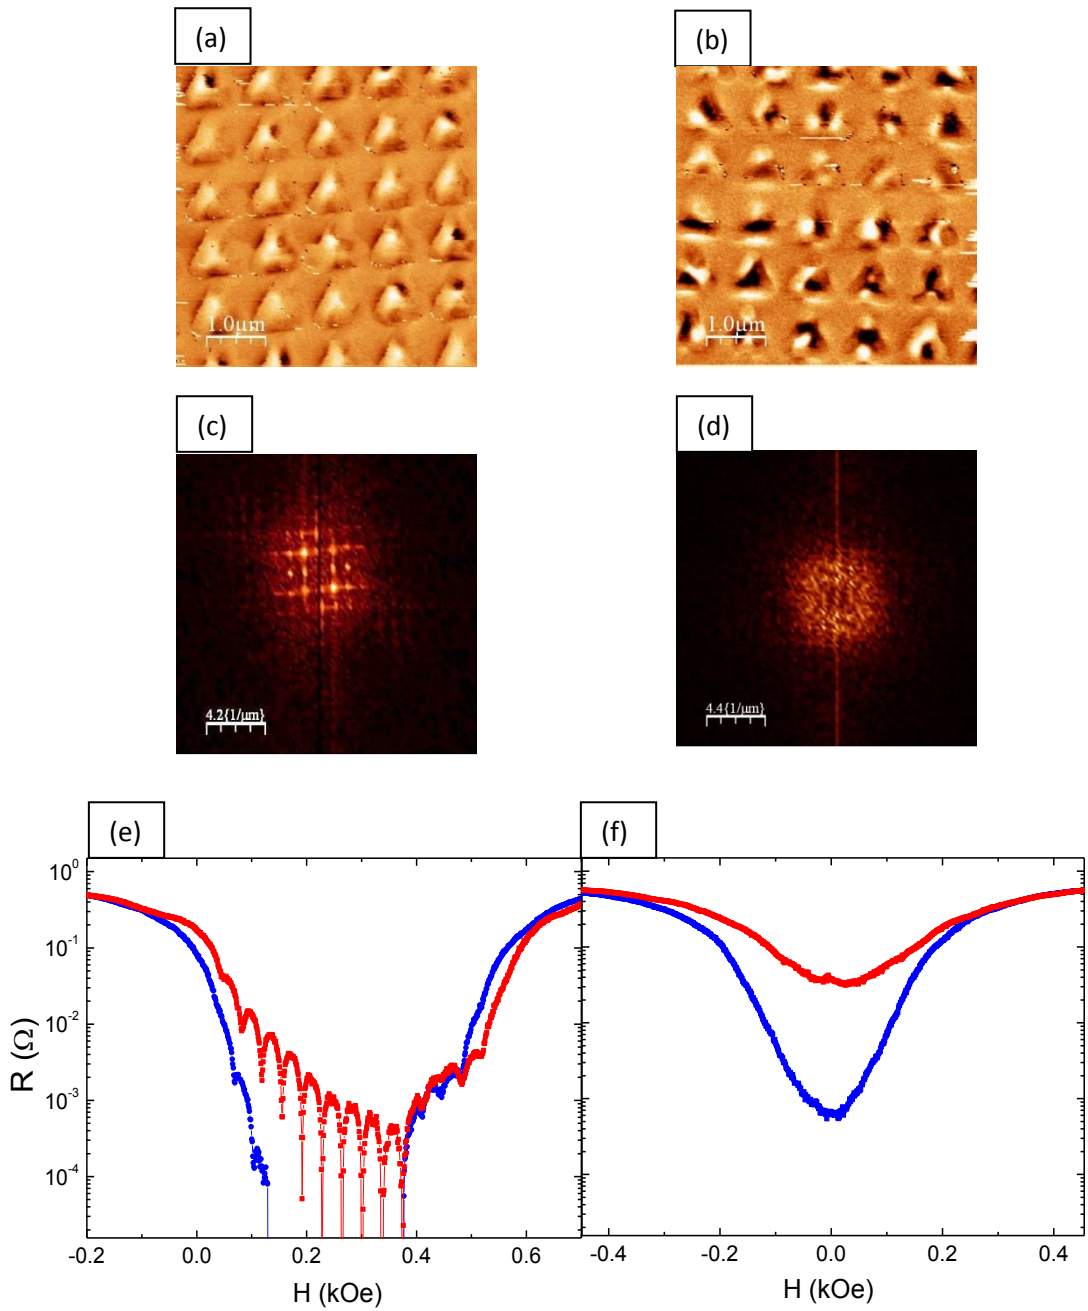 (a)
(b)
1.0µm
1.0µm
(c)
(d)
4.2{1/µm}
4.4{1/µm}
(e)
(f)
10⁰
10⁻¹
10⁻²
10⁻³
10⁻⁴
R (Ω)
-0.2 0.0 0.2 0.4 0.6
-0.4 -0.2 0.0 0.2 0.4
H (kOe)
H (kOe)